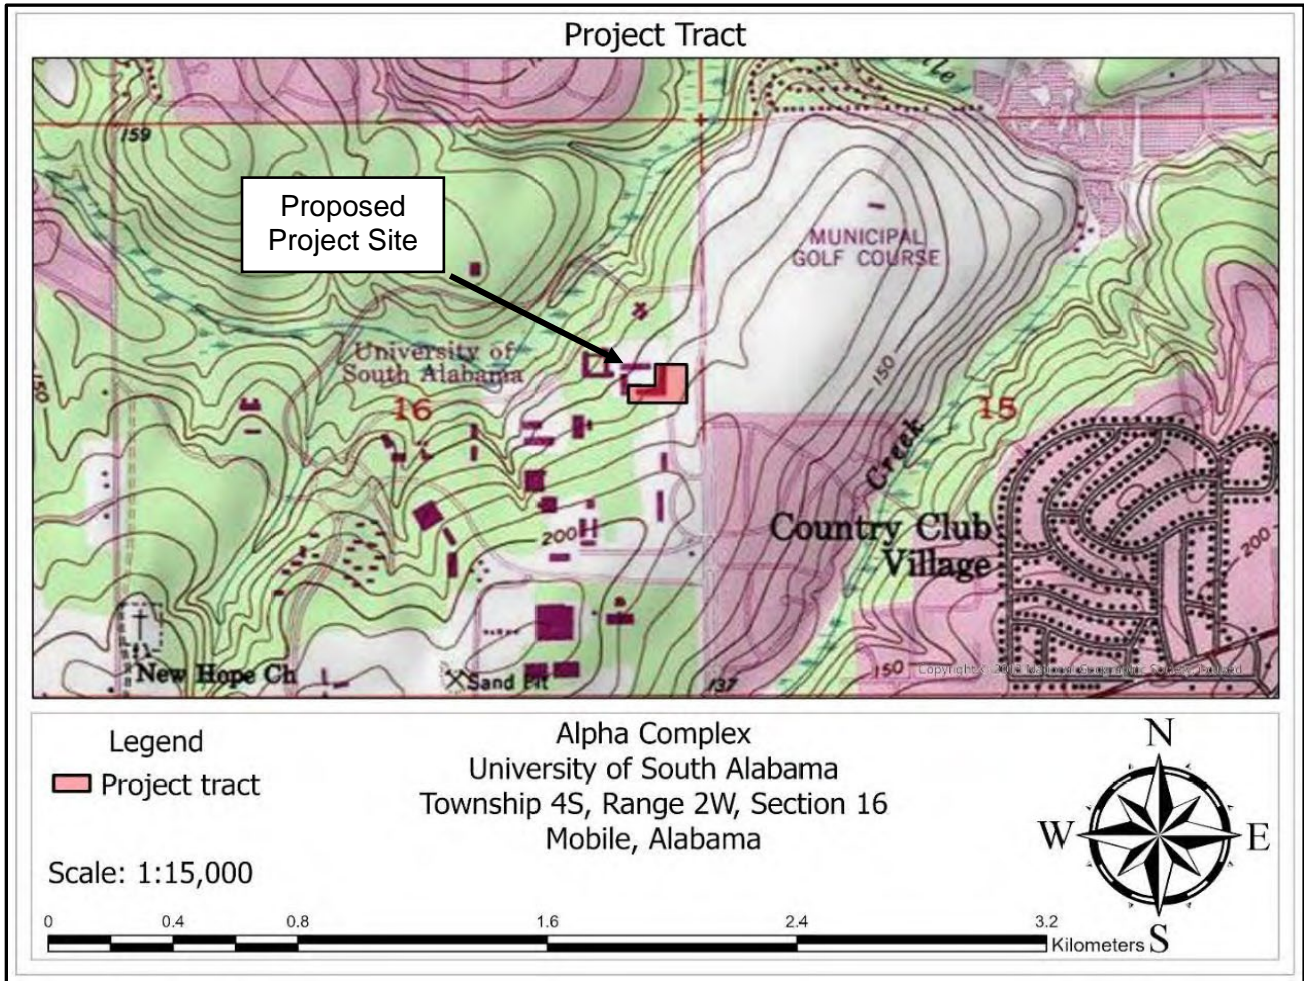 Project Tract
159
Proposed
Project Site
MUNICIPAL
GOLF COURSE
University of
South Alabama
16
150
150
15
Creek
Country Club
Village
200
200
New Hope Ch
Sand Pit
137
150
Legend
Project tract
Scale: 1:15,000
Alpha Complex
University of South Alabama
Township 4S, Range 2W, Section 16
Mobile, Alabama
N
W
E
S
0 0.4 0.8 1.6 2.4 3.2
Kilometers